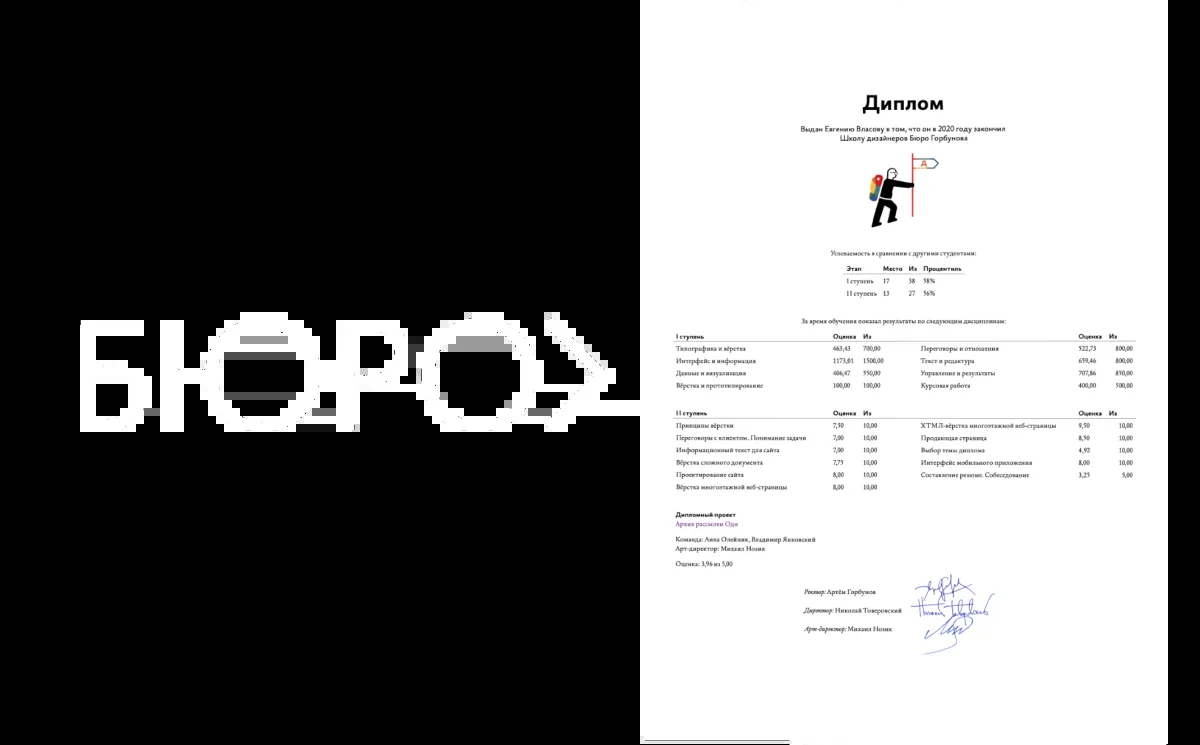 БЮРО
Диплом
Выдан Евгению Власову в том, что он в 2020 году закончил
Школу дизайнеров Бюро Горбунова
Д
Успеваемость в сравнении с другими студентами:
Этап Место Из Процентиль
I ступень 17 38 58%
II ступень 13 27 56%
За время обучения показал результаты по следующим дисциплинам:
I ступень Оценка Из Оценка Из
Типографика и вёрстка 463,43 700,00 Переговоры и отношения 522,73 800,00
Интерфейс и информация 1173,01 1500,00 Текст и редактура 659,46 800,00
Данные и визуализация 406,47 550,00 Управление и результаты 707,86 850,00
Вёрстка и прототипирование 100,00 100,00 Курсовая работа 400,00 500,00
II ступень Оценка Из Оценка Из
Принципы вёрстки 7,50 10,00 ХТМЛ-вёрстка многоэтажной веб-страницы 9,50 10,00
Переговоры с клиентом. Понимание задачи 7,00 10,00 Продающая страница 8,50 10,00
Информационный текст для сайта 7,00 10,00 Выбор темы диплома 4,92 10,00
Вёрстка сложного документа 7,75 10,00 Интерфейс мобильного приложения 8,00 10,00
Проектирование сайта 8,00 10,00 Составление резюме. Собеседование 3,25 5,00
Вёрстка многоэтажной веб-страницы 8,00 10,00
Дипломный проект
Архив рассылки Оди
Команда: Анна Олейник, Владимир Янковский
Арт-директор: Михаил Нозик
Оценка: 3,96 из 5,00
Ректор: Артём Горбунов
Директор: Николай Товеровский
Арт-директор: Михаил Нозик